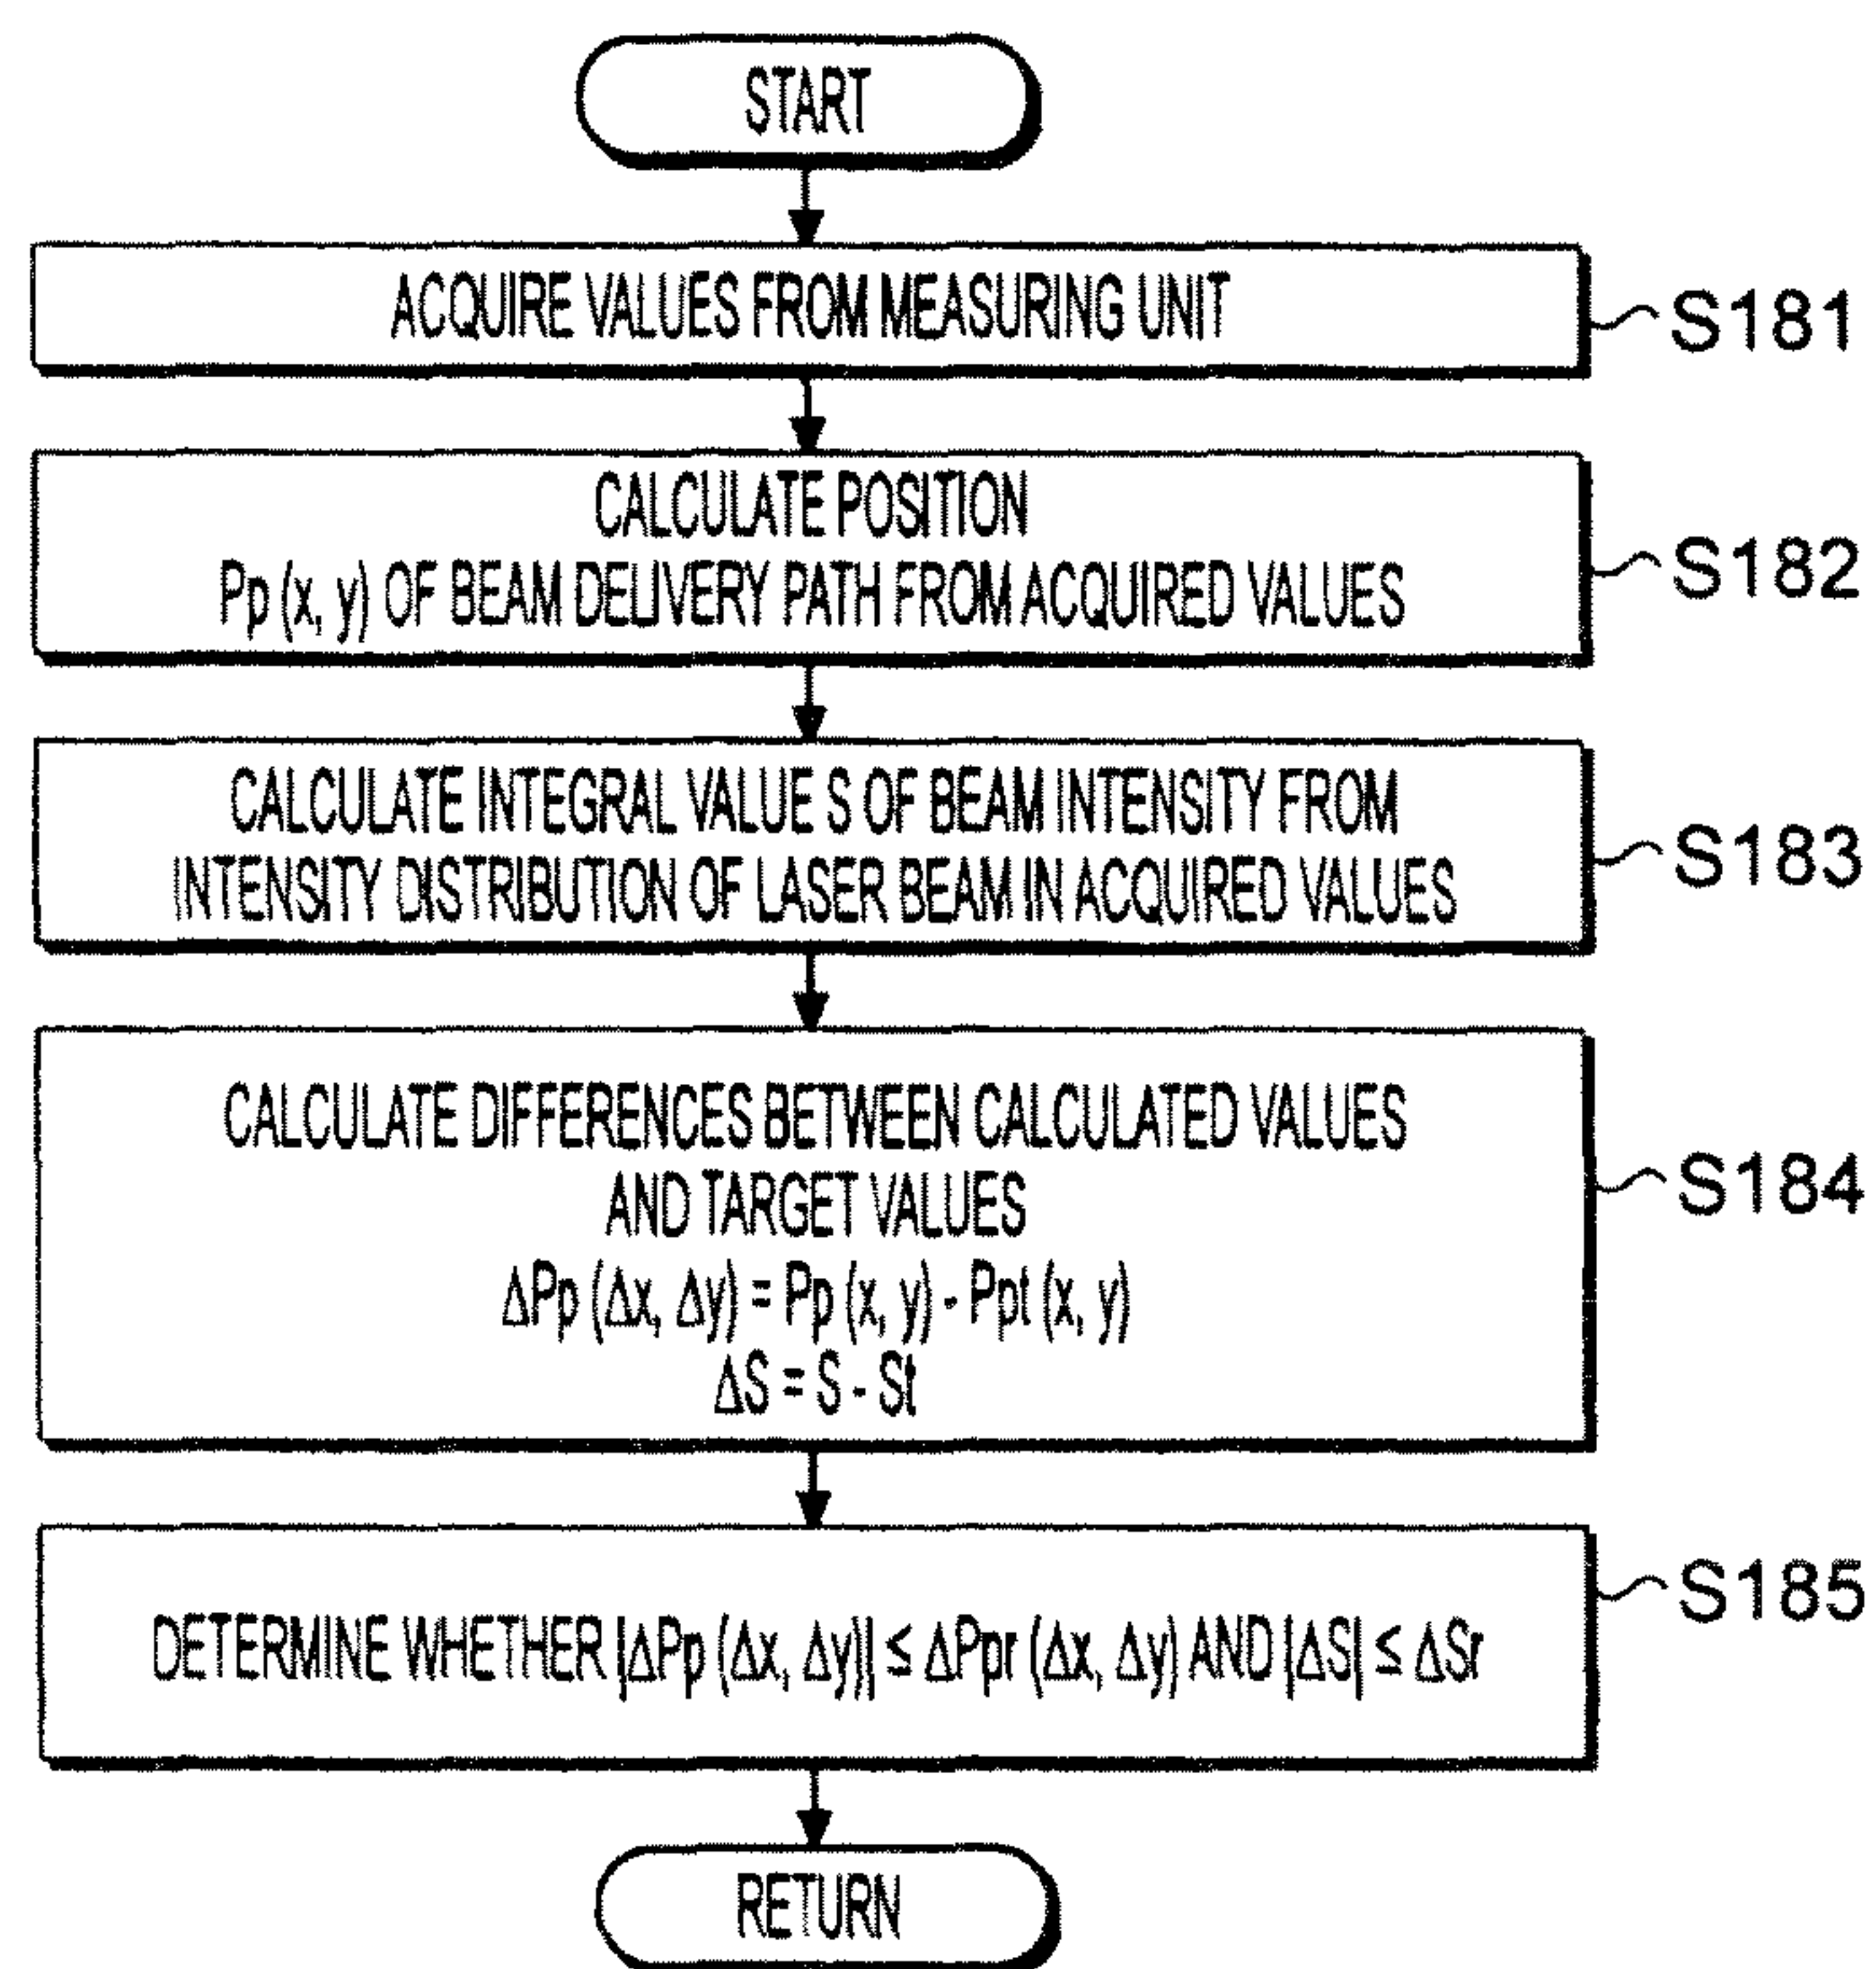 START
ACQUIRE VALUES FROM MEASURING UNIT
S181
CALCULATE POSITION
Pp (x, y) OF BEAM DELIVERY PATH FROM ACQUIRED VALUES
S182
CALCULATE INTEGRAL VALUE S OF BEAM INTENSITY FROM
INTENSITY DISTRIBUTION OF LASER BEAM IN ACQUIRED VALUES
S183
CALCULATE DIFFERENCES BETWEEN CALCULATED VALUES
AND TARGET VALUES
ΔPp (Δx, Δy) = Pp (x, y) - Ppt (x, y)
ΔS = S - St
S184
DETERMINE WHETHER |ΔPp (Δx, Δy)| ≤ ΔPpr (Δx, Δy) AND |ΔS| ≤ ΔSr
S185
RETURN